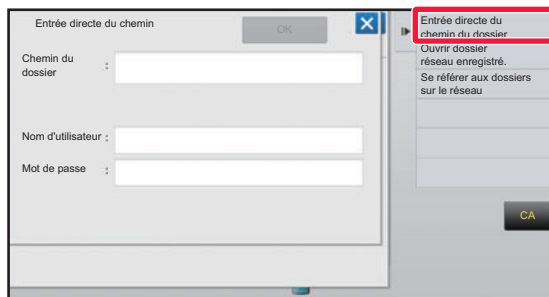 Entrée directe du chemin
OK
Chemin du
dossier :
Nom d'utilisateur :
Mot de passe :
Entrée directe du
chemin du dossier
Ouvrir dossier
réseau enregistré.
Se référer aux dossiers
sur le réseau
CA